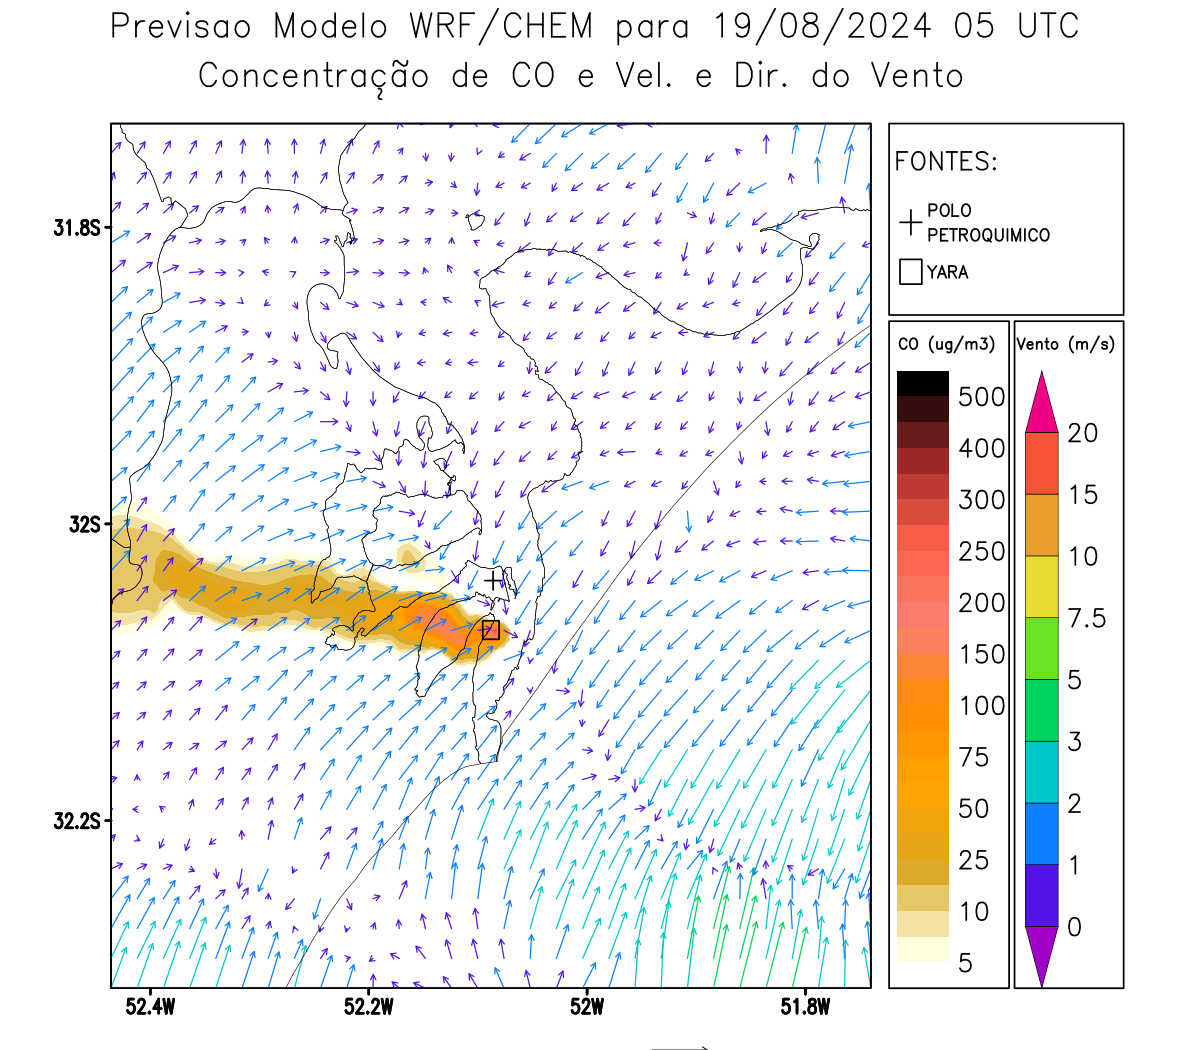 Previsao Modelo WRF/CHEM para 19/08/2024 05 UTC
Concentração de CO e Vel. e Dir. do Vento
FONTES:
POLO
PETROQUIMICO
YARA
CO (ug/m3)
500
400
300
250
200
150
100
75
50
25
10
5
Vento (m/s)
20
15
10
7.5
5
3
2
1
0
31.8S
32S
32.2S
52.4W
52.2W
52W
51.8W